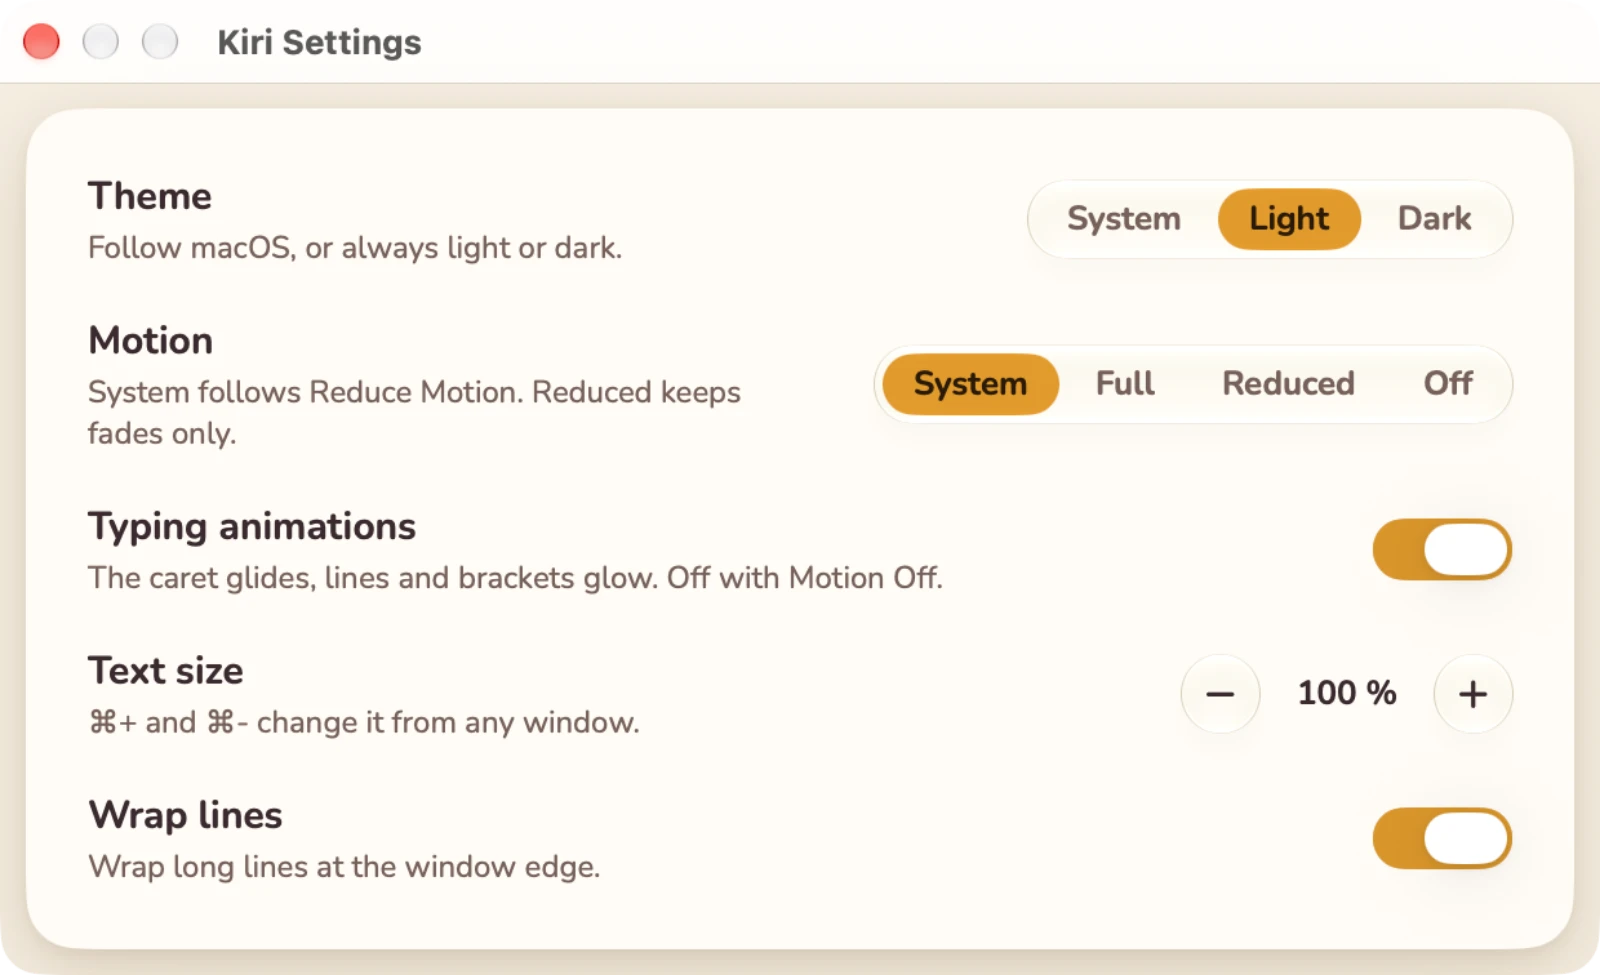 Kiri Settings
Theme
Follow macOS, or always light or dark.
System Light Dark
Motion
System follows Reduce Motion. Reduced keeps
fades only.
System Full Reduced Off
Typing animations
The caret glides, lines and brackets glow. Off with Motion Off.
Text size
⌘+ and ⌘- change it from any window.
− 100 % +
Wrap lines
Wrap long lines at the window edge.